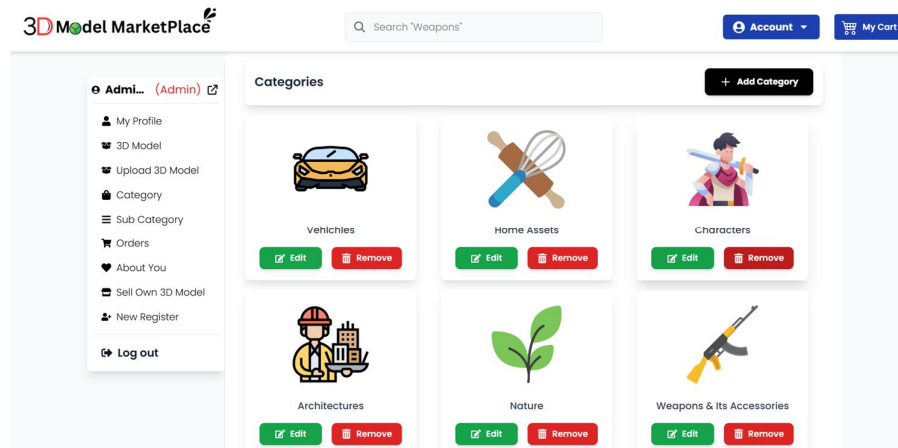 3D Model MarketPlace
Search "Weapons"
Account
My Cart
Admi... (Admin)
My Profile
3D Model
Upload 3D Model
Category
Sub Category
Orders
About You
Sell Own 3D Model
New Register
Log out
Categories
+ Add Category
Vehichles
Home Assets
Characters
Edit Remove
Edit Remove
Edit Remove
Architectures
Nature
Weapons & Its Accessories
Edit Remove
Edit Remove
Edit Remove